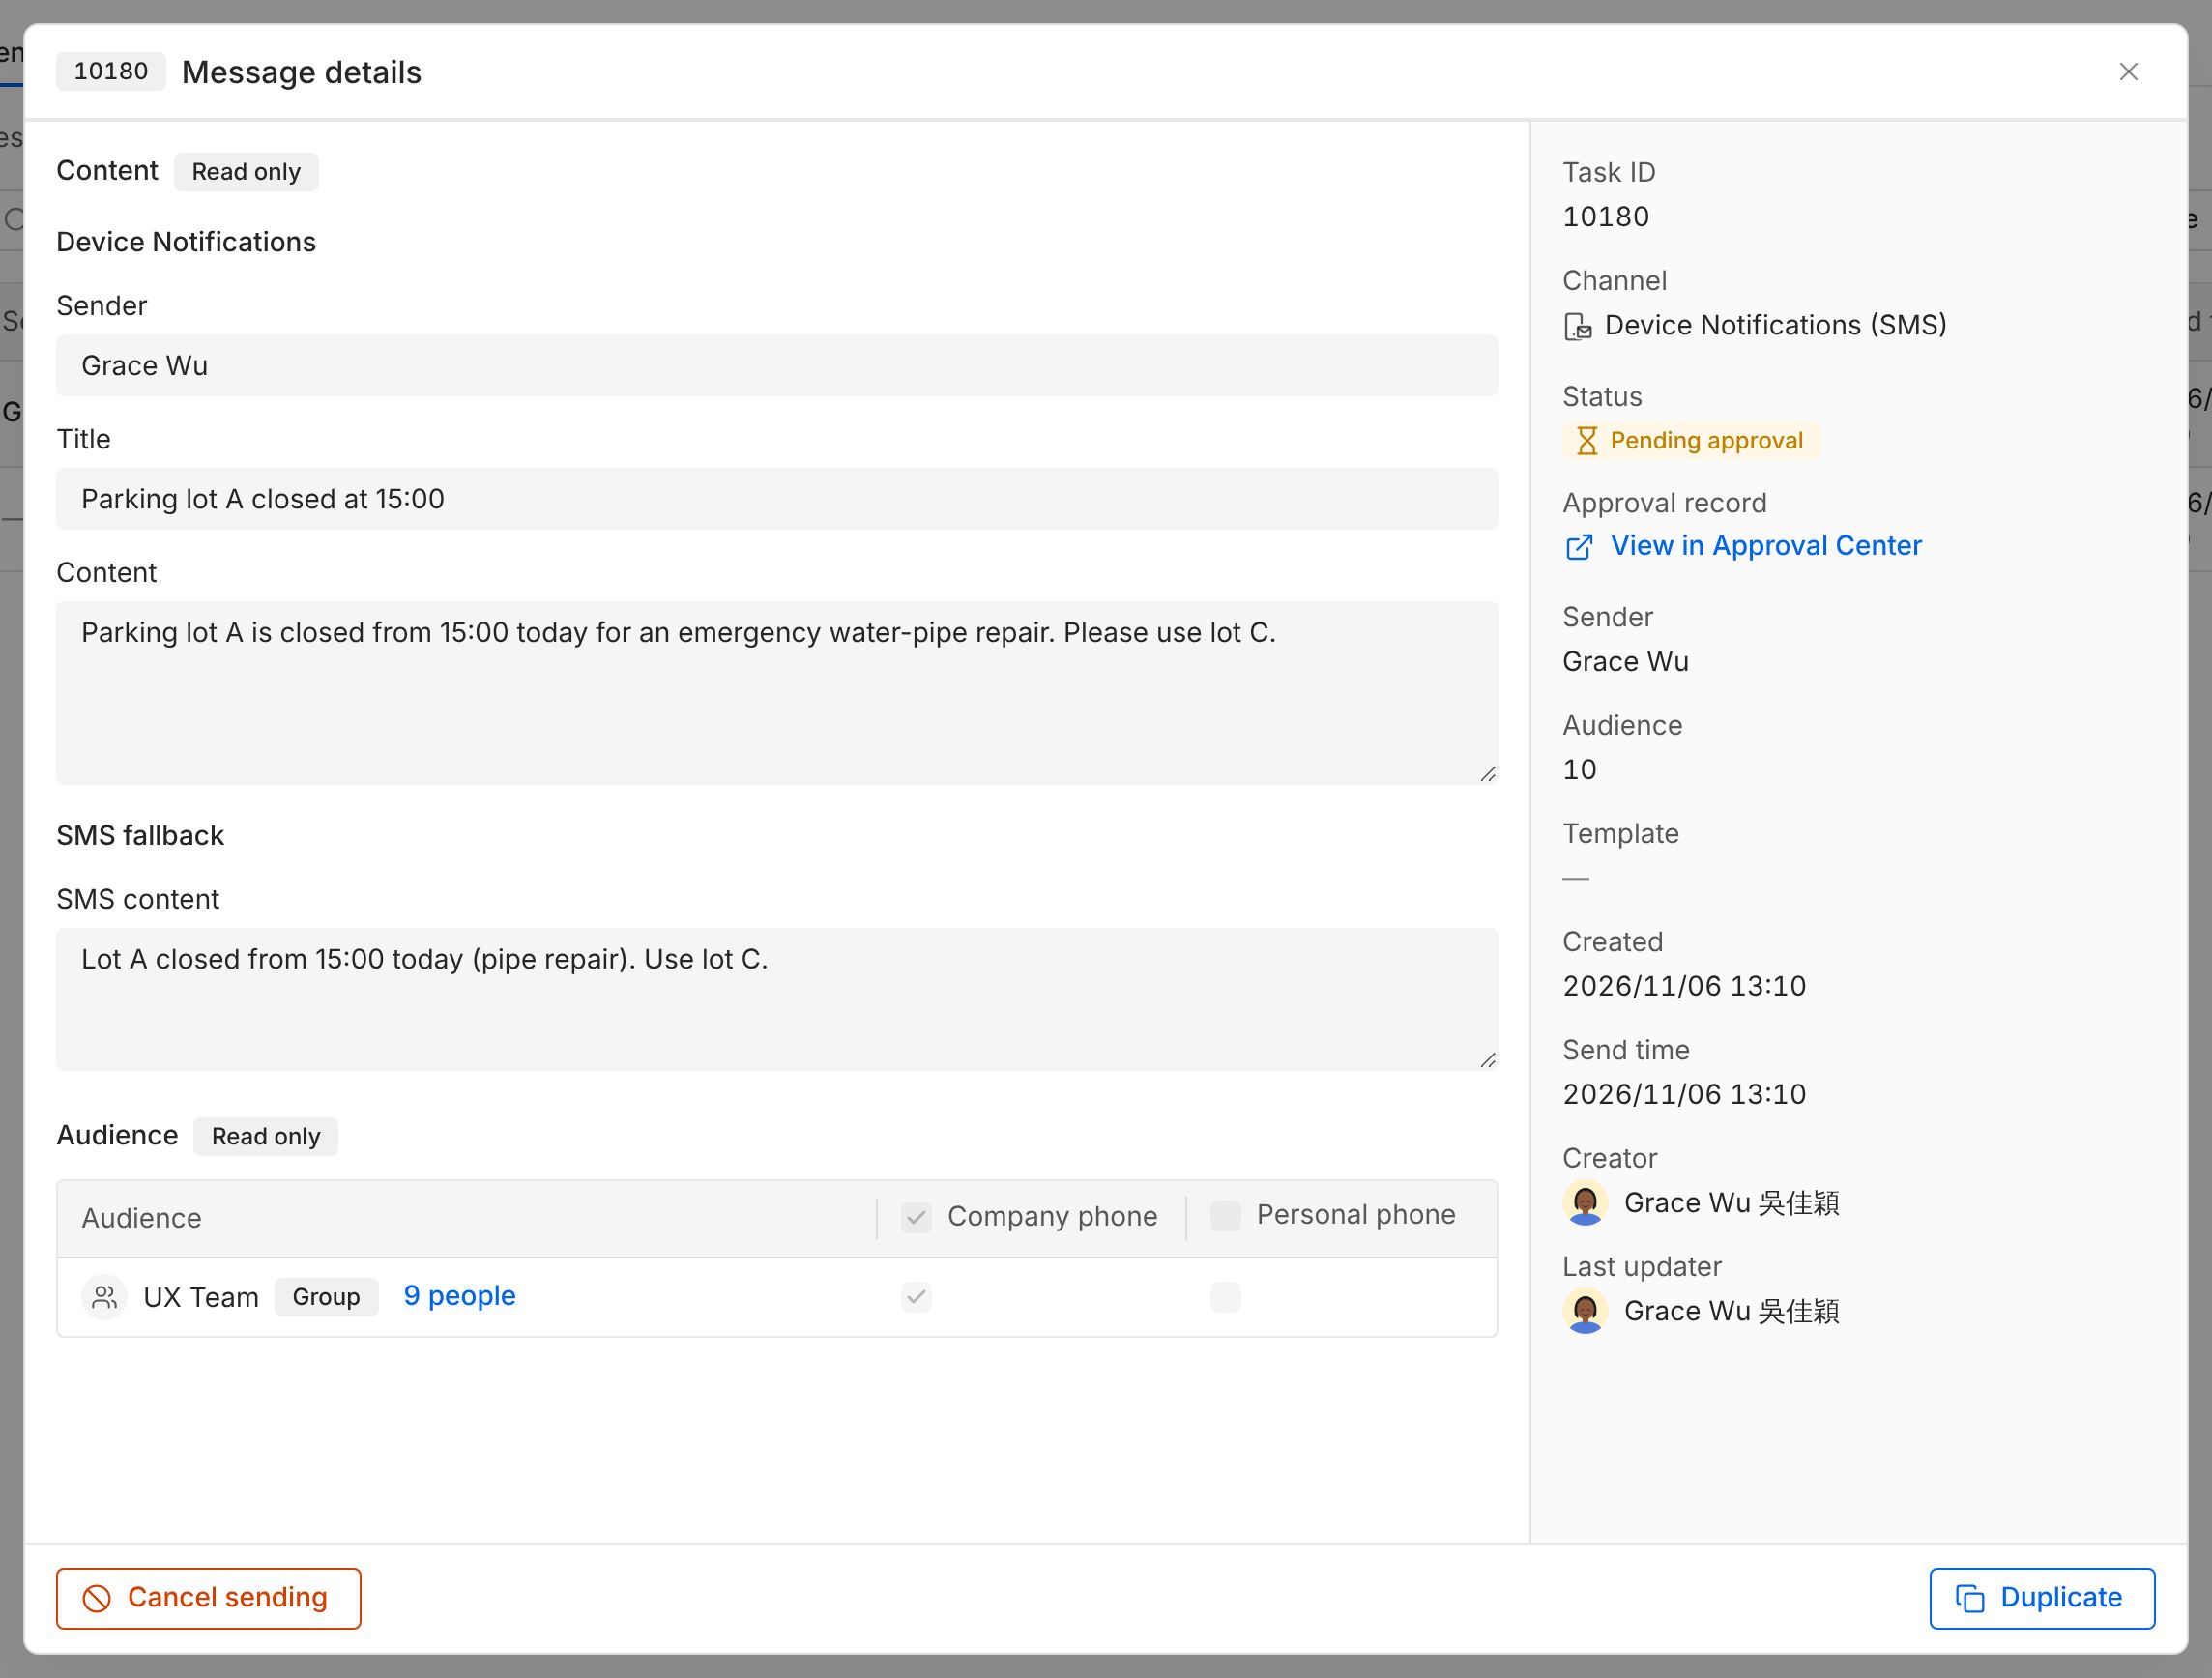 10180 Message details
Content Read only
Device Notifications
Sender
Grace Wu
Title
Parking lot A closed at 15:00
Content
Parking lot A is closed from 15:00 today for an emergency water-pipe repair. Please use lot C.
SMS fallback
SMS content
Lot A closed from 15:00 today (pipe repair). Use lot C.
Audience Read only
Audience Company phone Personal phone
UX Team Group 9 people
Task ID
10180
Channel
Device Notifications (SMS)
Status
Pending approval
Approval record
View in Approval Center
Sender
Grace Wu
Audience
10
Template
—
Created
2026/11/06 13:10
Send time
2026/11/06 13:10
Creator
Grace Wu 吳佳穎
Last updater
Grace Wu 吳佳穎
Cancel sending
Duplicate